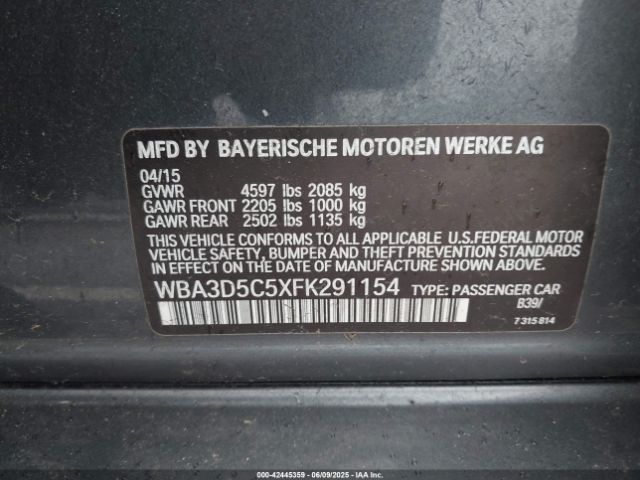 MFD BY BAYERISCHE MOTOREN WERKE AG
04/15
GVWR 4597 lbs 2085 kg
GAWR FRONT 2205 lbs 1000 kg
GAWR REAR 2502 lbs 1135 kg
THIS VEHICLE CONFORMS TO ALL APPLICABLE U.S.FEDERAL MOTOR
VEHICLE SAFETY, BUMPER AND THEFT PREVENTION STANDARDS
IN EFFECT ON THE DATE OF MANUFACTURE SHOWN ABOVE.
WBA3D5C5XFK291154 TYPE: PASSENGER CAR
B39/
7 315 814
000-42445359 | 06/09/2025 - IAA Inc.